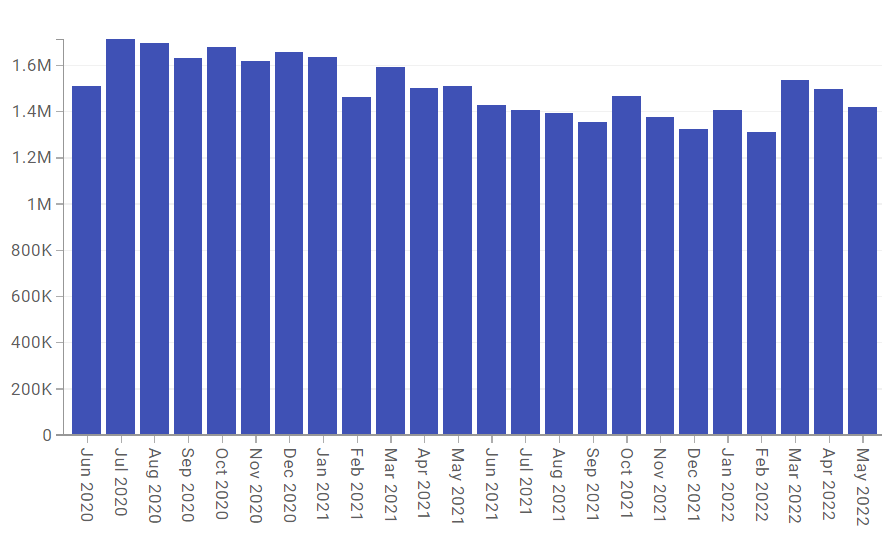 1.6M
1.4M
1.2M
1M
800K
600K
400K
200K
0
Jun 2020
Jul 2020
Aug 2020
Sep 2020
Oct 2020
Nov 2020
Dec 2020
Jan 2021
Feb 2021
Mar 2021
Apr 2021
May 2021
Jun 2021
Jul 2021
Aug 2021
Sep 2021
Oct 2021
Nov 2021
Dec 2021
Jan 2022
Feb 2022
Mar 2022
Apr 2022
May 2022